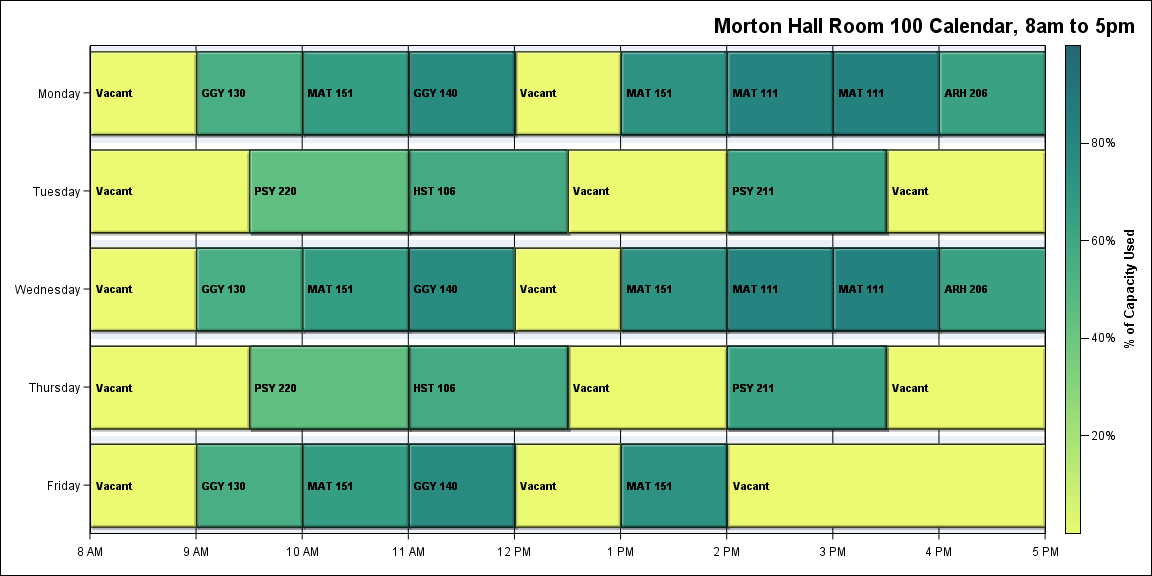 Morton Hall Room 100 Calendar, 8am to 5pm
Monday Vacant GGY 130 MAT 151 GGY 140 Vacant MAT 151 MAT 111 MAT 111 ARH 206
Tuesday Vacant PSY 220 HST 106 Vacant PSY 211 Vacant
Wednesday Vacant GGY 130 MAT 151 GGY 140 Vacant MAT 151 MAT 111 MAT 111 ARH 206
Thursday Vacant PSY 220 HST 106 Vacant PSY 211 Vacant
Friday Vacant GGY 130 MAT 151 GGY 140 Vacant MAT 151 Vacant
8 AM 9 AM 10 AM 11 AM 12 PM 1 PM 2 PM 3 PM 4 PM 5 PM
80%
60%
40%
20%
% of Capacity Used